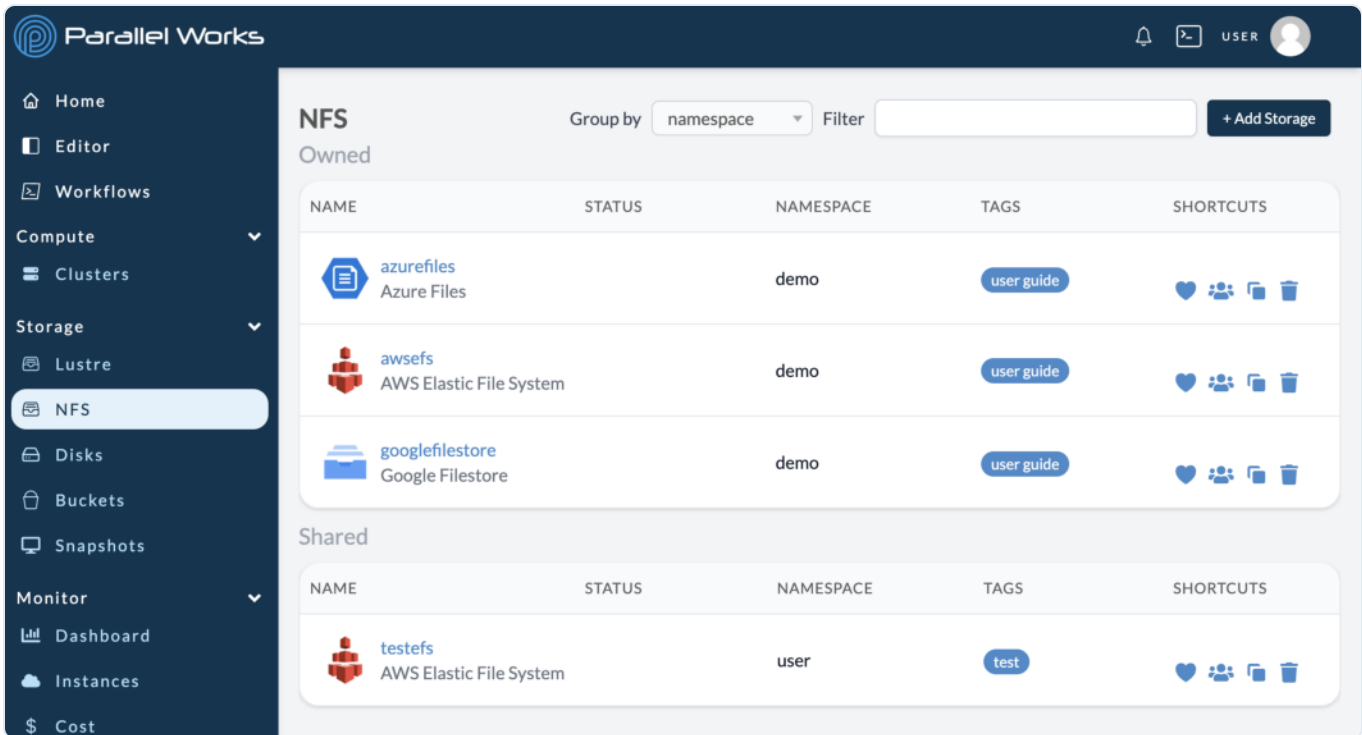 Parallel Works
USER
Home
Editor
Workflows
Compute
Clusters
Storage
Lustre
NFS
Disks
Buckets
Snapshots
Monitor
Dashboard
Instances
$ Cost
NFS Group by namespace Filter + Add Storage
Owned
NAME STATUS NAMESPACE TAGS SHORTCUTS
azurefiles
Azure Files
demo user guide
awsefs
AWS Elastic File System
demo user guide
googlefilestore
Google Filestore
demo user guide
Shared
NAME STATUS NAMESPACE TAGS SHORTCUTS
testefs
AWS Elastic File System
user test